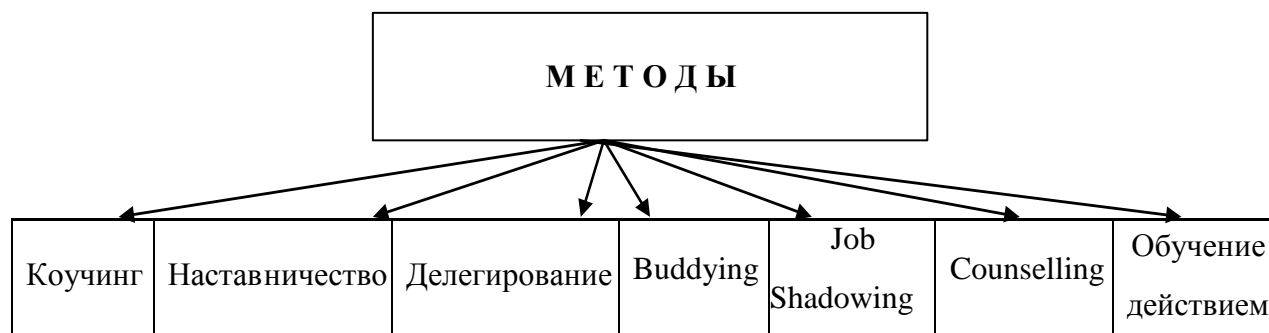 М Е Т О Д Ы
Коучинг
Наставничество
Делегирование
Buddying
Job
Shadowing
Counselling
Обучение
действием